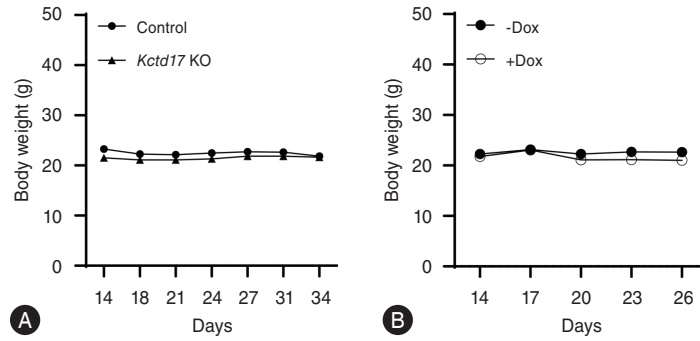 50
40
30
20
10
0
Body weight (g)
Control
Kctd17 KO
14 18 21 24 27 31 34
Days
A
50
40
30
20
10
0
Body weight (g)
-Dox
+Dox
14 17 20 23 26
Days
B